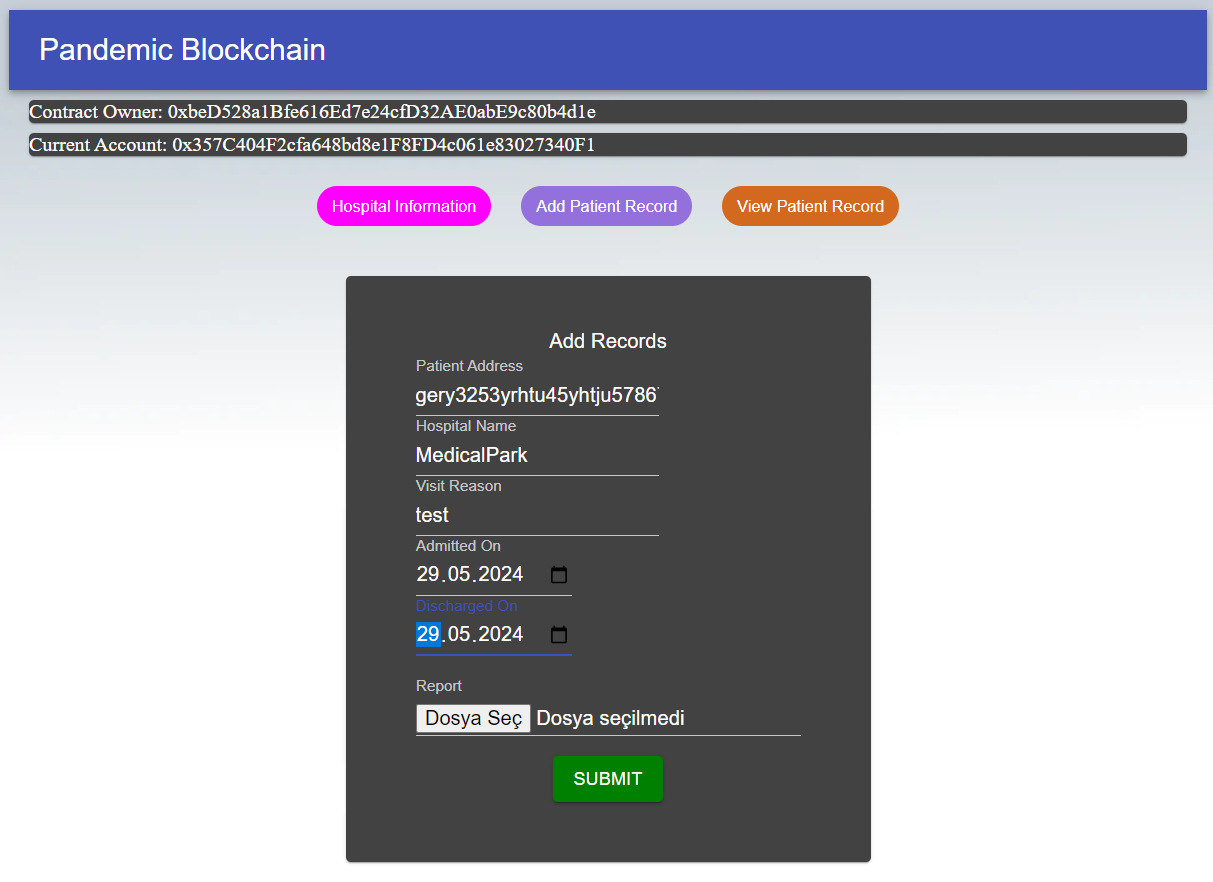 Pandemic Blockchain
Contract Owner: 0xbeD528a1Bfe616Ed7e24cfD32AE0abE9c80b4d1e
Current Account: 0x357C404F2cfa648bd8e1F8FD4c061e83027340F1
Hospital Information Add Patient Record View Patient Record
Add Records
Patient Address
gery3253yrhtu45yhtju5786
Hospital Name
MedicalPark
Visit Reason
test
Admitted On
29.05.2024
Discharged On
29.05.2024
Report
Dosya Seç Dosya seçilmedi
SUBMIT